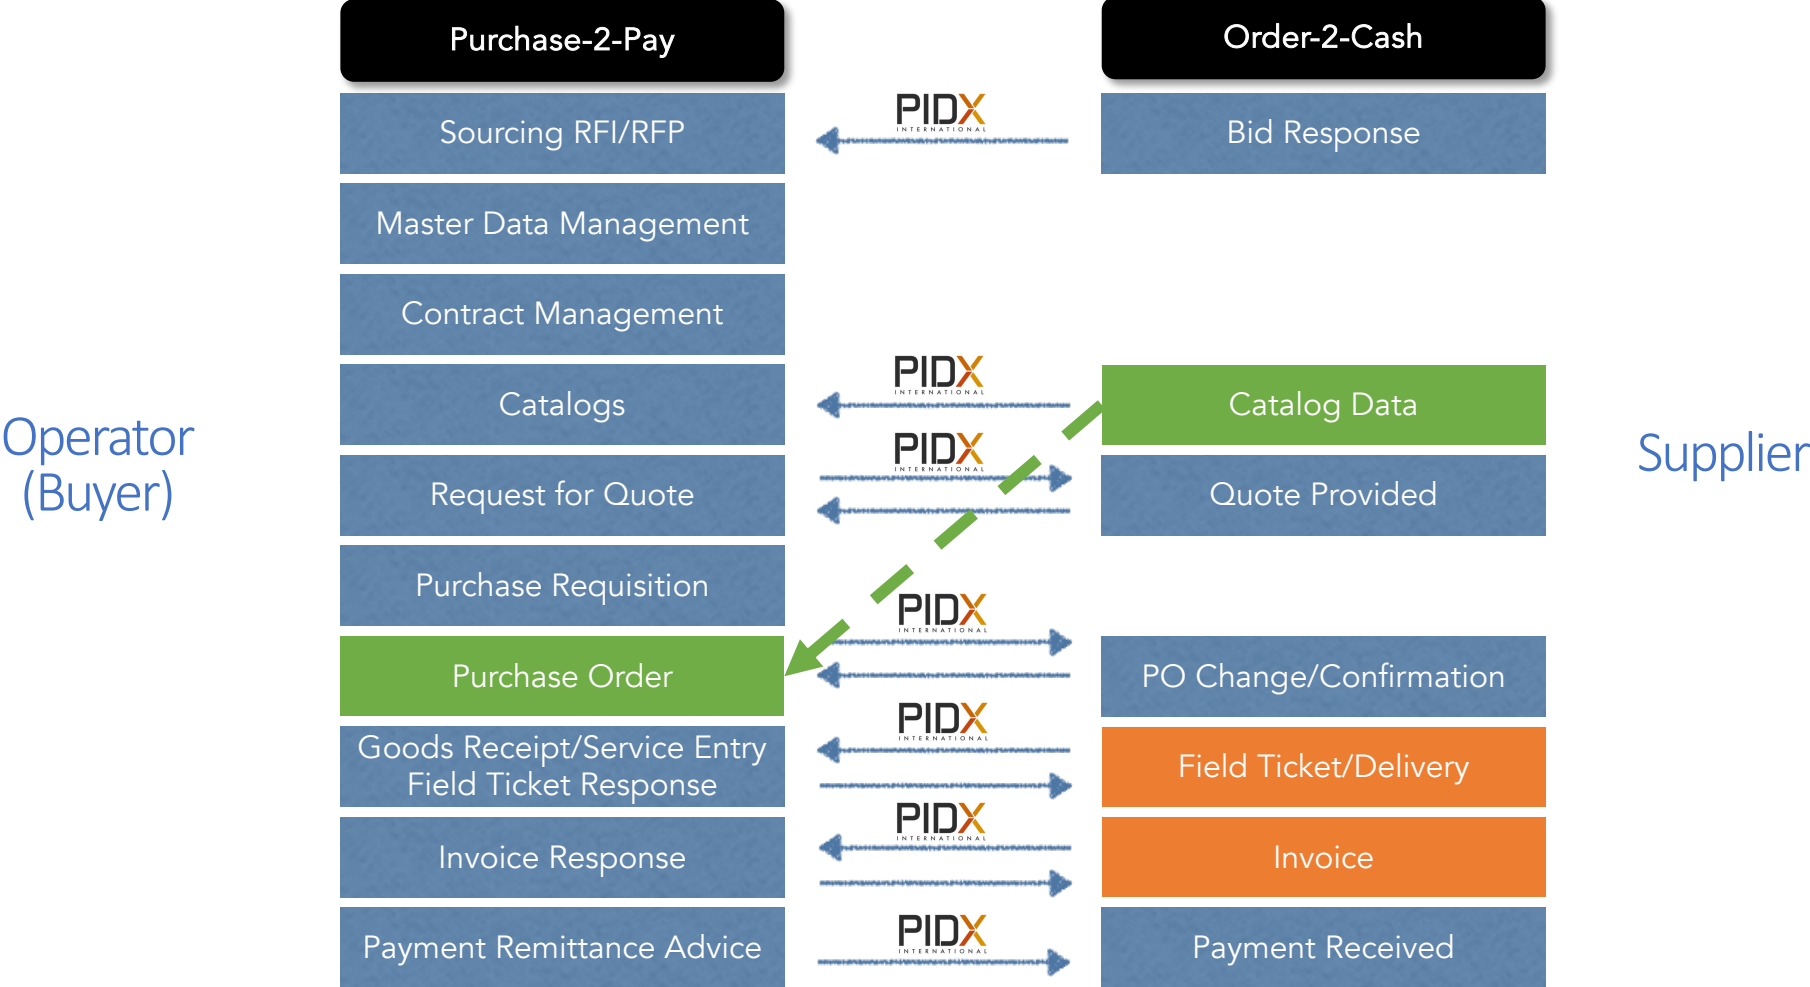 Purchase-2-Pay
Order-2-Cash
Sourcing RFI/RFP
PIDX
INTERNATIONAL
Bid Response
Master Data Management
Contract Management
Catalogs
PIDX
INTERNATIONAL
Catalog Data
Operator
(Buyer)
Supplier
Request for Quote
PIDX
INTERNATIONAL
Quote Provided
Purchase Requisition
Purchase Order
PIDX
INTERNATIONAL
PO Change/Confirmation
Goods Receipt/Service Entry
Field Ticket Response
PIDX
INTERNATIONAL
Field Ticket/Delivery
Invoice Response
PIDX
INTERNATIONAL
Invoice
Payment Remittance Advice
PIDX
INTERNATIONAL
Payment Received